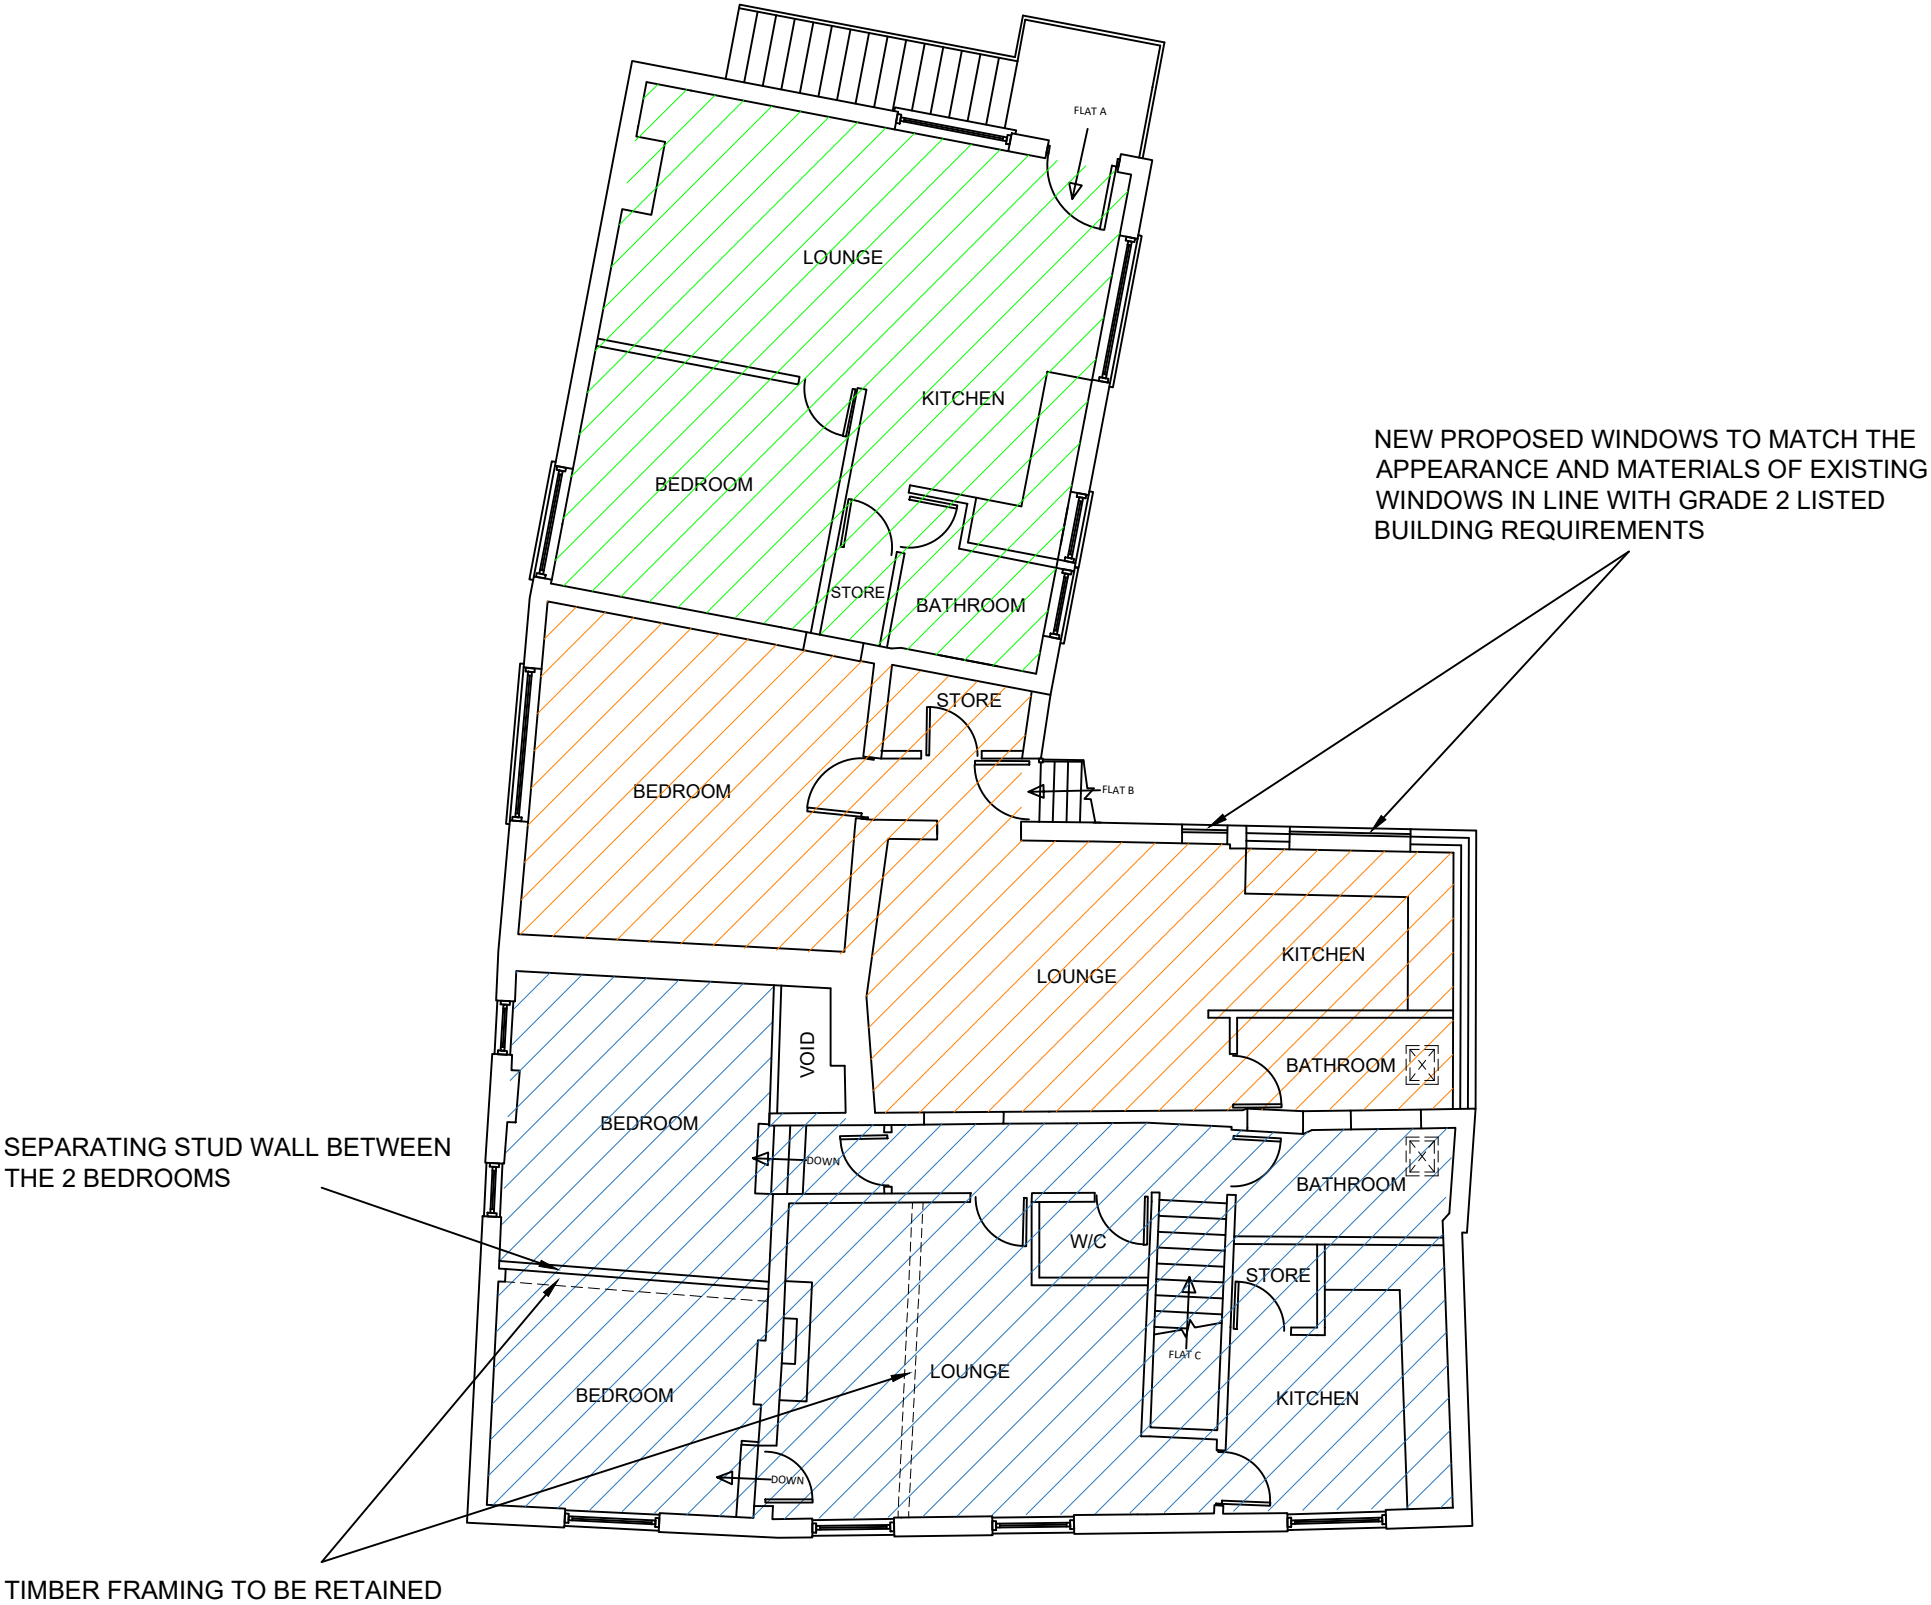 FLAT A
LOUNGE
KITCHEN
BEDROOM
STORE
BATHROOM
NEW PROPOSED WINDOWS TO MATCH THE
APPEARANCE AND MATERIALS OF EXISTING
WINDOWS IN LINE WITH GRADE 2 LISTED
BUILDING REQUIREMENTS
STORE
BEDROOM
FLAT B
KITCHEN
LOUNGE
VOID
BATHROOM
X
BEDROOM
SEPARATING STUD WALL BETWEEN
THE 2 BEDROOMS
DOWN
X
BATHROOM
W/C
STORE
FLAT C
LOUNGE
BEDROOM
KITCHEN
DOWN
TIMBER FRAMING TO BE RETAINED